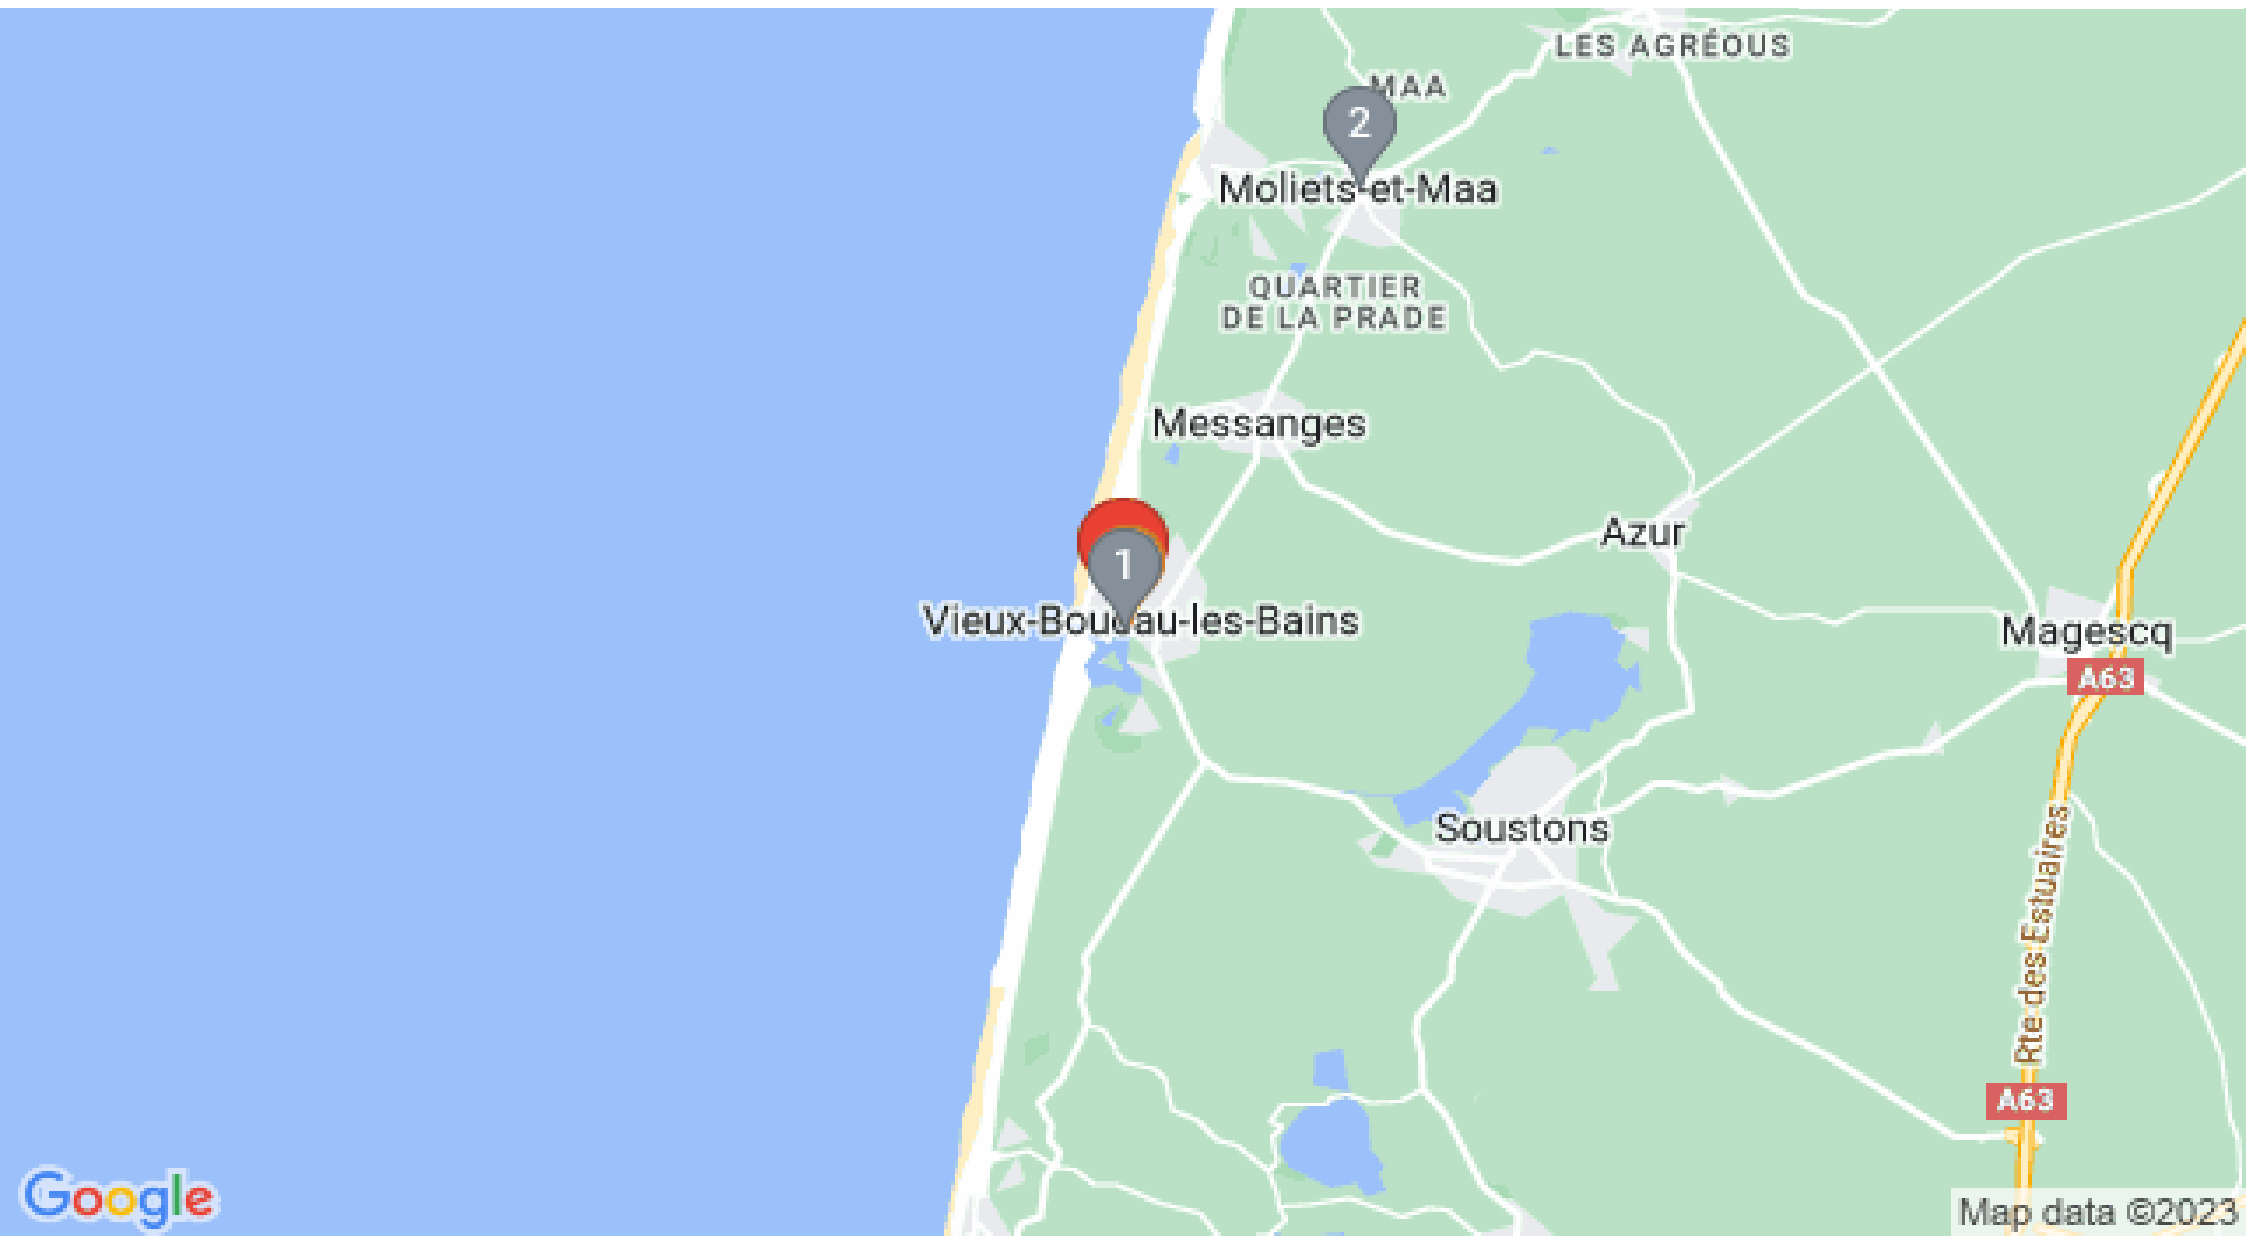 LES AGRÉOUS
MAA
2
Moliets-et-Maa
QUARTIER
DE LA PRADE
Messanges
Azur
1
Vieux-Boucau-les-Bains
Magescq
A63
Soustons
Rte des Estuaires
A63
Google
Map data ©2023